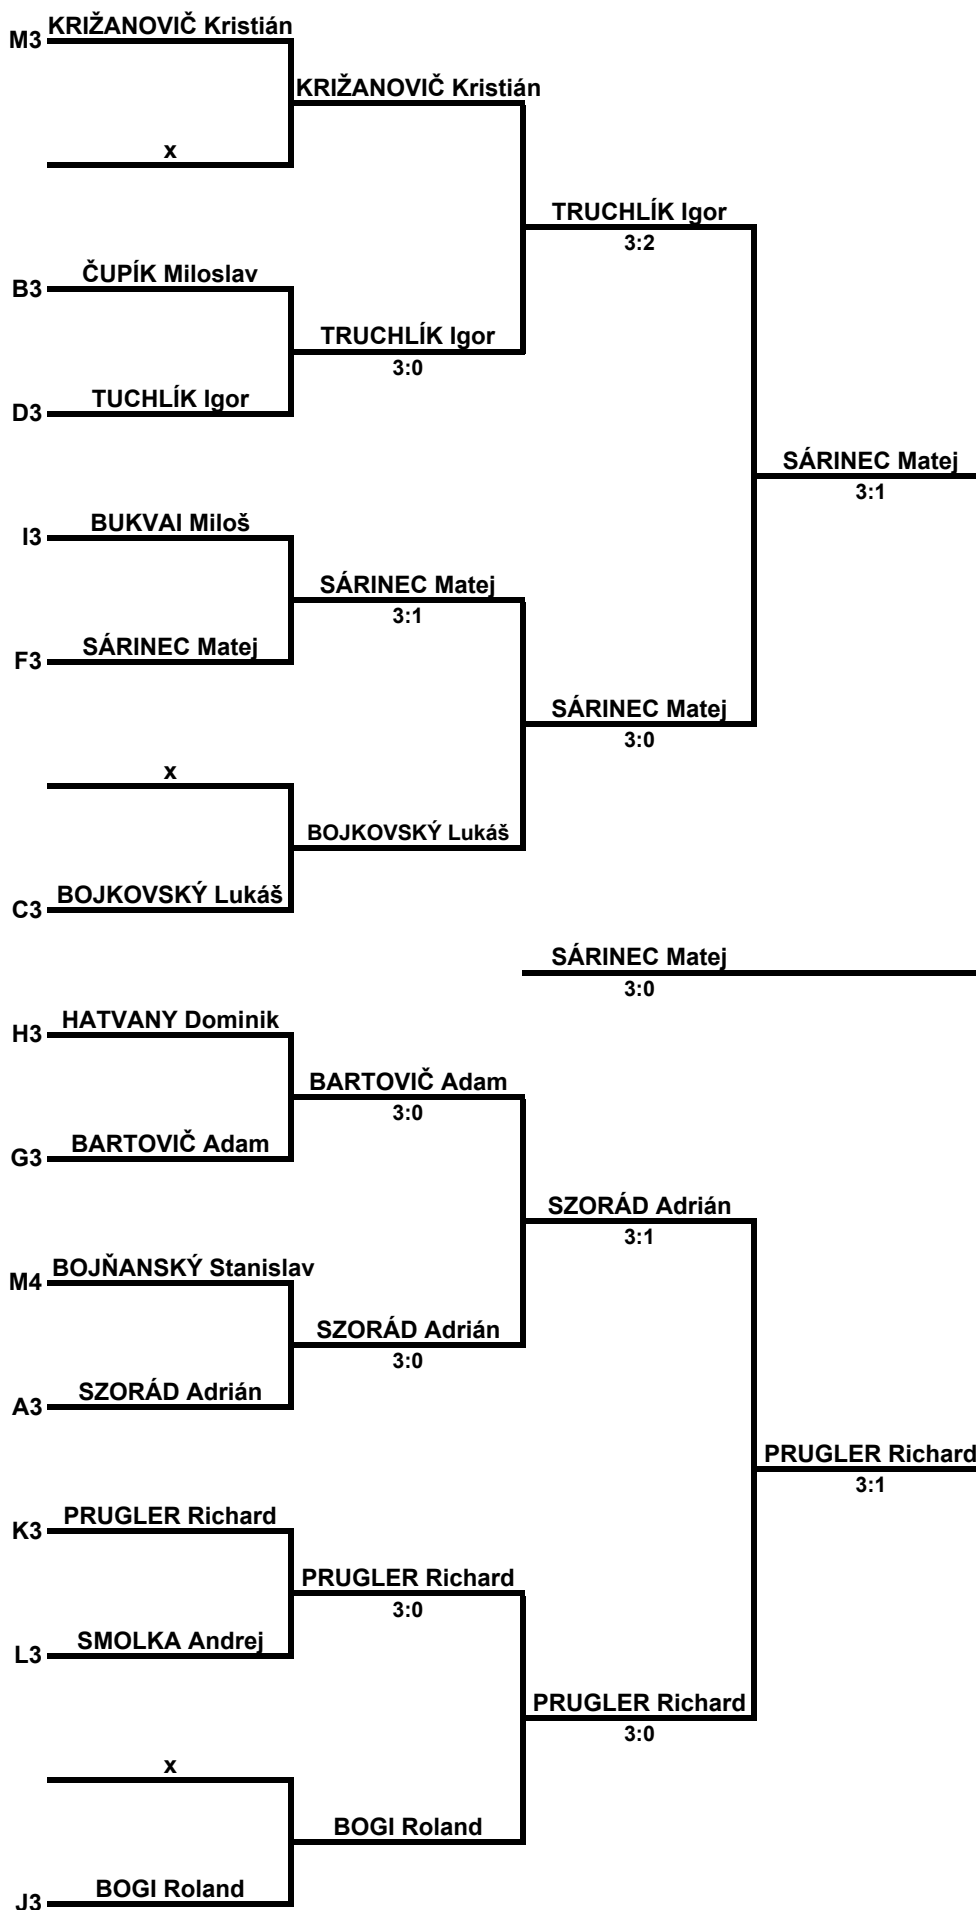 M3 KRIŽANOVIČ Kristián
KRIŽANOVIČ Kristián
x
TRUCHLÍK Igor
3:2
B3 ČUPÍK Miloslav
TRUCHLÍK Igor
3:0
D3 TUCHLÍK Igor
SÁRINEC Matej
3:1
I3 BUKVAI Miloš
SÁRINEC Matej
3:1
F3 SÁRINEC Matej
SÁRINEC Matej
3:0
x
BOJKOVSKÝ Lukáš
C3 BOJKOVSKÝ Lukáš
SÁRINEC Matej
3:0
H3 HATVANY Dominik
BARTOVIČ Adam
3:0
G3 BARTOVIČ Adam
SZORÁD Adrián
3:1
M4 BOJŇANSKÝ Stanislav
SZORÁD Adrián
3:0
A3 SZORÁD Adrián
PRUGLER Richard
3:1
K3 PRUGLER Richard
PRUGLER Richard
3:0
L3 SMOLKA Andrej
PRUGLER Richard
3:0
x
BOGI Roland
J3 BOGI Roland